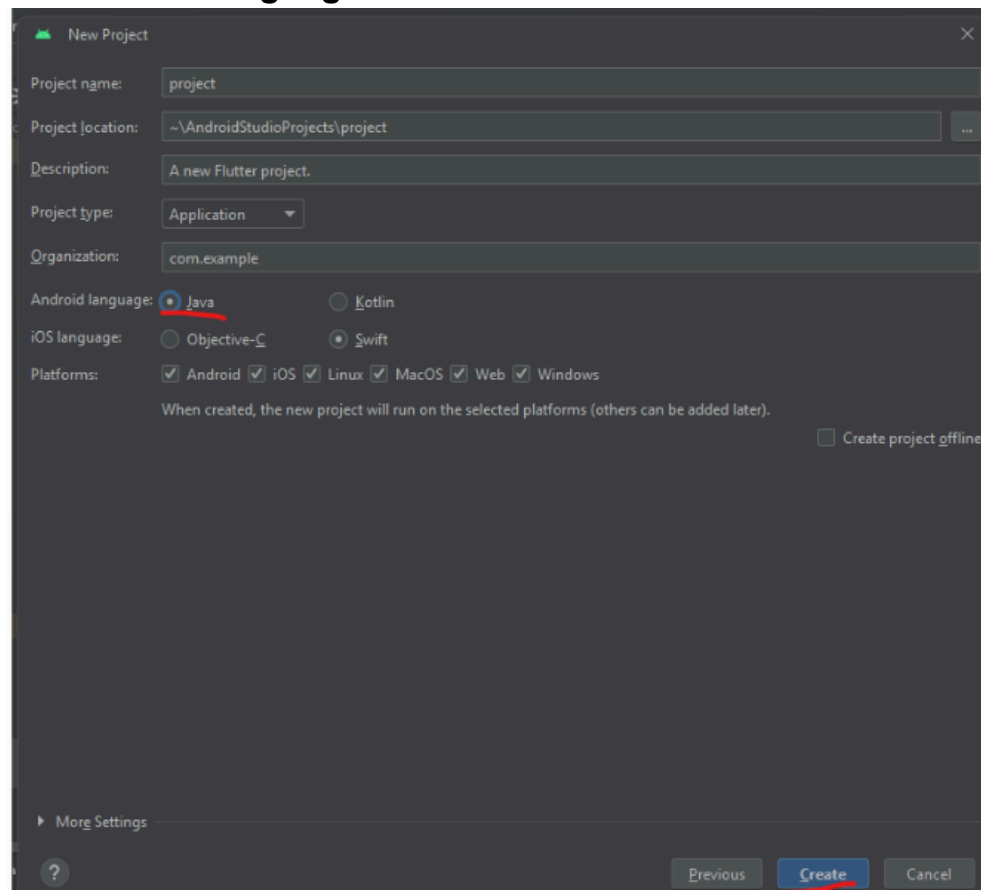 New Project
Project name: project
Project location: ~\AndroidStudioProjects\project ...
Description: A new Flutter project.
Project type: Application
Organization: com.example
Android language: Java Kotlin
iOS language: Objective-C Swift
Platforms: Android iOS Linux MacOS Web Windows
When created, the new project will run on the selected platforms (others can be added later).
Create project offline
More Settings
? Previous Create Cancel